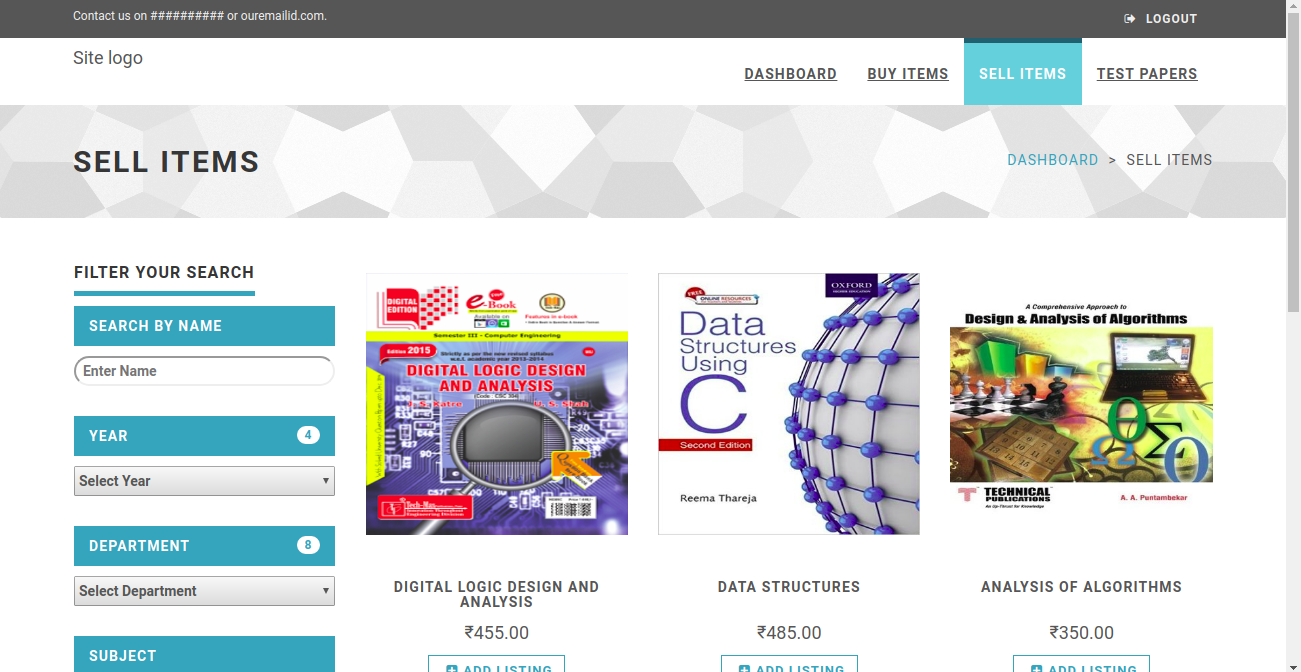 Contact us on ########## or ouremailid.com.
LOGOUT
Site logo
DASHBOARD
BUY ITEMS
SELL ITEMS
TEST PAPERS
SELL ITEMS
DASHBOARD > SELL ITEMS
FILTER YOUR SEARCH
SEARCH BY NAME
Enter Name
YEAR 4
Select Year
DEPARTMENT 8
Select Department
SUBJECT
DIGITAL EDITION
e-Book
Available on
Features in e-book
Semester III - Computer Engineering
Edition 2015
Strictly as per the new revised syllabus
w.e.f. academic year 2013-2014
DIGITAL LOGIC DESIGN
AND ANALYSIS
(Code : CSC 304)
J. S. Katre
U. S. Shah
Tech-Max
DIGITAL LOGIC DESIGN AND
ANALYSIS
₹455.00
ADD LISTING
FREE
ONLINE RESOURCES
OXFORD
HIGHER EDUCATION
Data
Structures
Using
C
Second Edition
Reema Thareja
DATA STRUCTURES
₹485.00
ADD LISTING
A Comprehensive Approach to
Design & Analysis of Algorithms
Ω
Ο
Σ
Ο
TECHNICAL
PUBLICATIONS
An Up-Thrust for Knowledge
A. A. Puntambekar
ANALYSIS OF ALGORITHMS
₹350.00
ADD LISTING